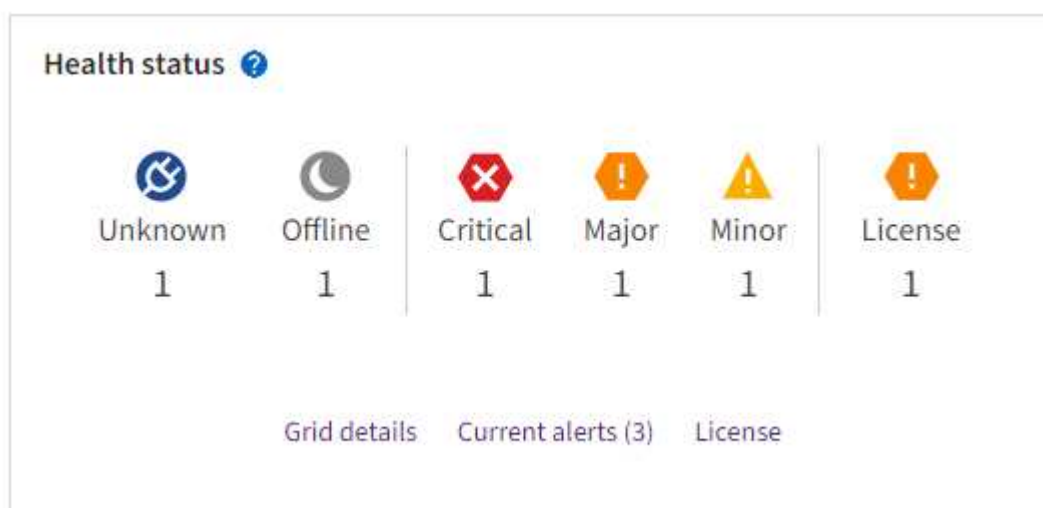 Health status ?
Unknown Offline Critical Major Minor License
1 1 1 1 1 1
Grid details Current alerts (3) License